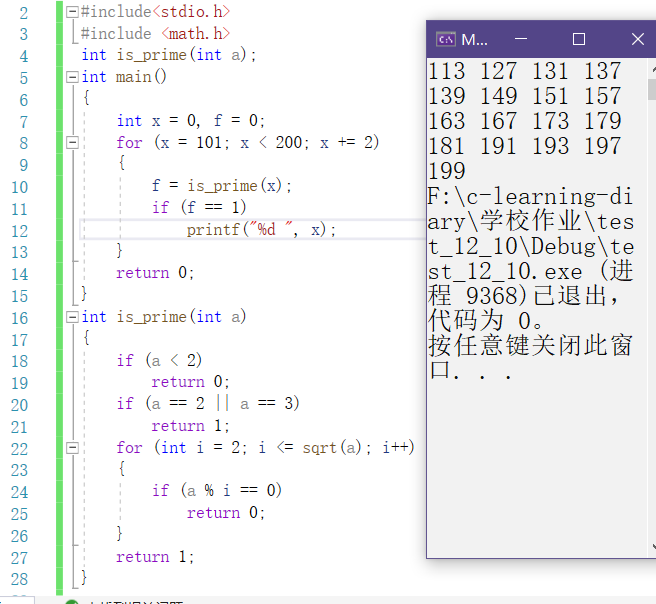 2 #include<stdio.h>
3 #include <math.h>
4 int is_prime(int a);
5 int main()
6 {
7 int x = 0, f = 0;
8 for (x = 101; x < 200; x += 2)
9 {
10 f = is_prime(x);
11 if (f == 1)
12 printf("%d ", x);
13 }
14 return 0;
15 }
16 int is_prime(int a)
17 {
18 if (a < 2)
19 return 0;
20 if (a == 2 || a == 3)
21 return 1;
22 for (int i = 2; i <= sqrt(a); i++)
23 {
24 if (a % i == 0)
25 return 0;
26 }
27 return 1;
28 }
M...
113 127 131 137
139 149 151 157
163 167 173 179
181 191 193 197
199
F:\c-learning-di
ary\学校作业\tes
t_12_10\Debug\te
st_12_10.exe (进
程 9368)已退出，
代码为 0。
按任意键关闭此窗
口. . .